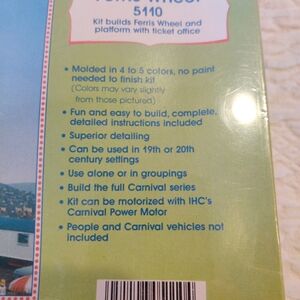 Ferris Wheel
5110
Kit builds Ferris Wheel and
platform with ticket office
• Molded in 4 to 5 colors, no paint
needed to finish kit
(Colors may vary slightly
from those pictured)
• Fun and easy to build, complete,
detailed instructions included
• Superior detailing
• Can be used in 19th or 20th
century settings
• Use alone or in groupings
• Build the full Carnival series
• Kit can be motorized with IHC's
Carnival Power Motor
• People and Carnival vehicles not
included